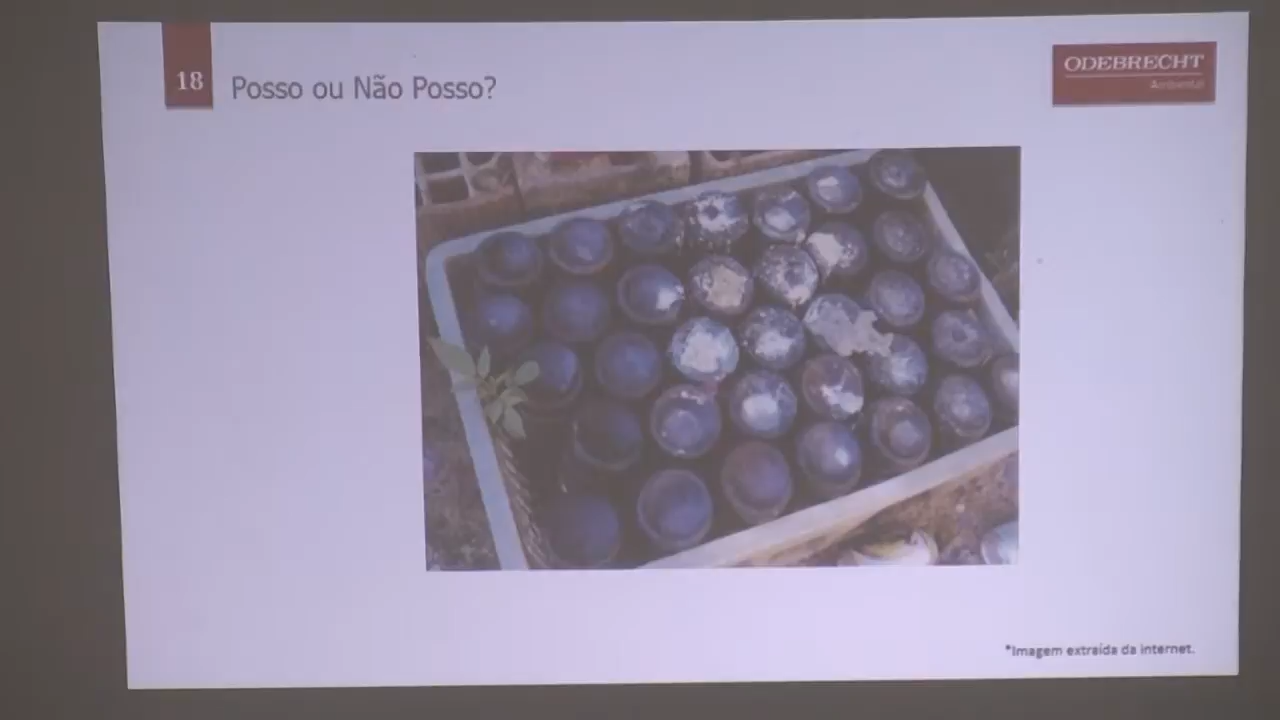 18
Posso ou Não Posso?
ODEBRECHT
Ambiental
*Imagem extraída da internet.